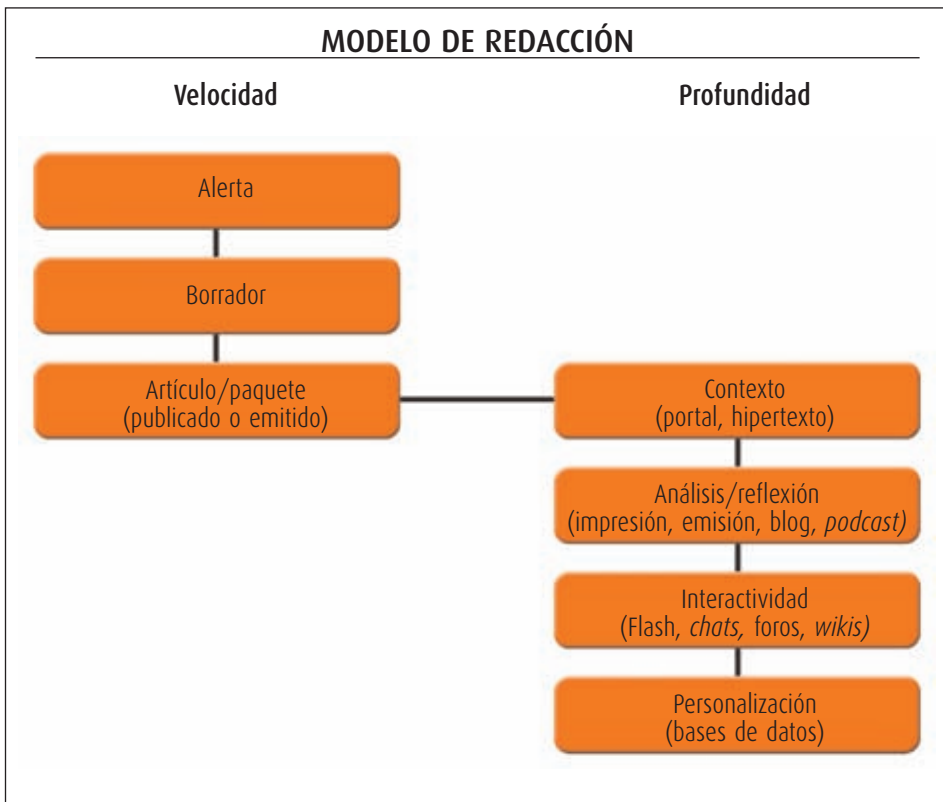 MODELO DE REDACCIÓN
Velocidad
Profundidad
Alerta
Borrador
Artículo/paquete
(publicado o emitido)
Contexto
(portal, hipertexto)
Análisis/reflexión
(impresión, emisión, blog, podcast)
Interactividad
(Flash, chats, foros, wikis)
Personalización
(bases de datos)